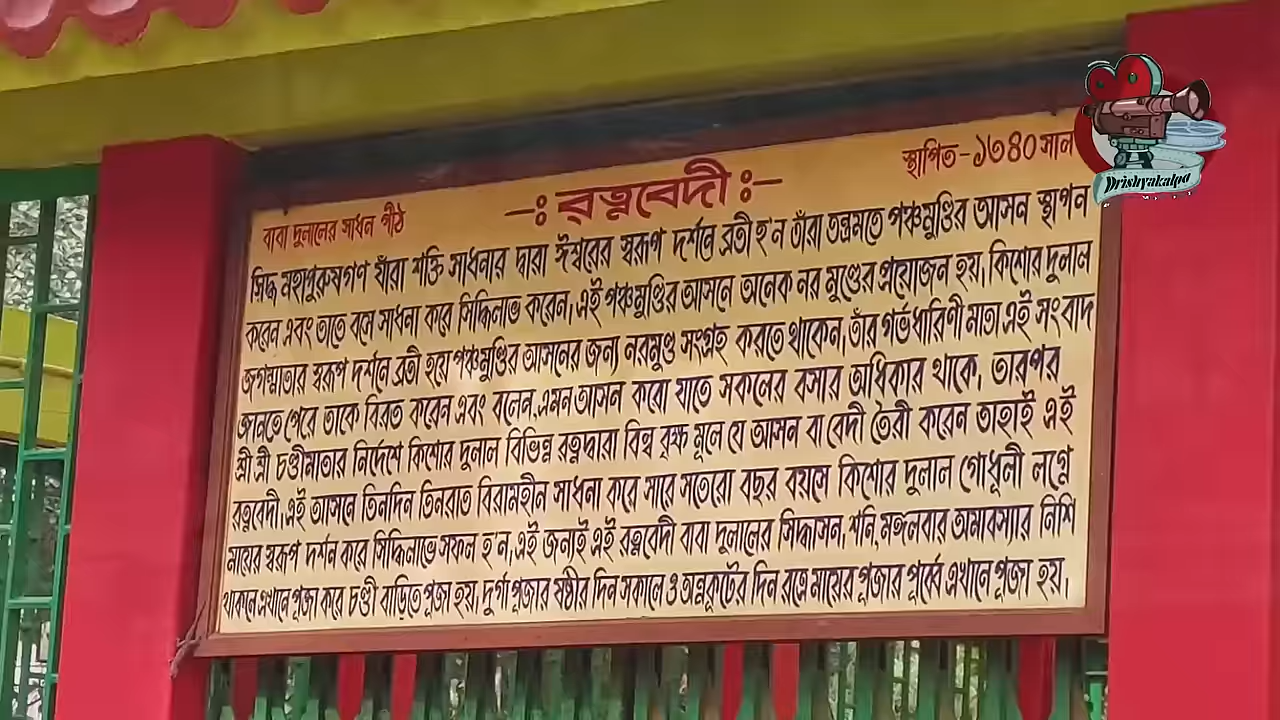 স্থাপিত-১৩৪০ সাল
বাবা দুলালের সাধন পীঠ
-ঃ রত্নবেদী ঃ-
সিদ্ধ মহাপুরুষগণ যাঁরা শক্তি সাধনার দ্বারা ঈশ্বরের স্বরূপ দর্শনে ব্রতী হ'ন তাঁরা তন্ত্রমতে পঞ্চমুণ্ডির আসন স্থাপন
করেন এবং তাতে বসে সাধনা করে সিদ্ধিলাভ করেন, এই পঞ্চমুণ্ডির আসনে অনেক নর মুণ্ডের প্রয়োজন হয়, কিশোর দুলাল
জগন্মাতার স্বরূপ দর্শনে ব্রতী হয়ে পঞ্চমুণ্ডির আসনের জন্য নরমুণ্ড সংগ্রহ করতে থাকেন, তাঁর গর্ভধারিণী মাতা এই সংবাদ
জানতে পেরে তাকে বিরত করেন এবং বলেন, এমন আসন করো যাতে সকলের বসার অধিকার থাকে, তারপর
শ্রী শ্রী চণ্ডীমাতার নির্দেশে কিশোর দুলাল বিভিন্ন রত্নদ্বারা বিল্ব বৃক্ষ মূলে যে আসন বা বেদী তৈরী করেন তাহাই এই
রত্নবেদী, এই আসনে তিনদিন তিনরাত বিরামহীন সাধনা করে সারে সতেরো বছর বয়সে কিশোর দুলাল গোধূলী লগ্নে
মায়ের স্বরূপ দর্শন করে সিদ্ধিলাভে সফল হ'ন, এই জন্যই এই রত্নবেদী বাবা দুলালের সিদ্ধাসন, শনি, মঙ্গলবার অমাবস্যার নিশি
থাকলে এখানে পূজা করে চণ্ডী বাড়িতে পূজা হয়, দুর্গা পূজার ষষ্ঠীর দিন সকালে ও অন্নকূটের দিন রাত্রে মায়ের পূজার পূর্ব্বে এখানে পূজা হয়,
Drishyakalpa